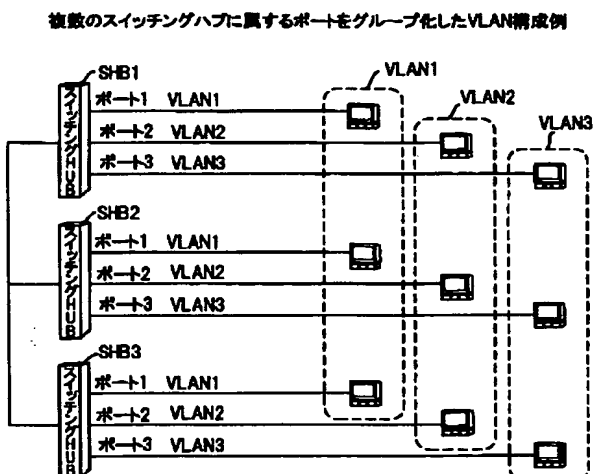 複数のスイッチングハブに属するポートをグループ化したVLAN構成例
SHB1
スイッチングHUB
ポート1 VLAN1
ポート2 VLAN2
ポート3 VLAN3
VLAN1
VLAN2
VLAN3
SHB2
スイッチングHUB
ポート1 VLAN1
ポート2 VLAN2
ポート3 VLAN3
SHB3
スイッチングHUB
ポート1 VLAN1
ポート2 VLAN2
ポート3 VLAN3